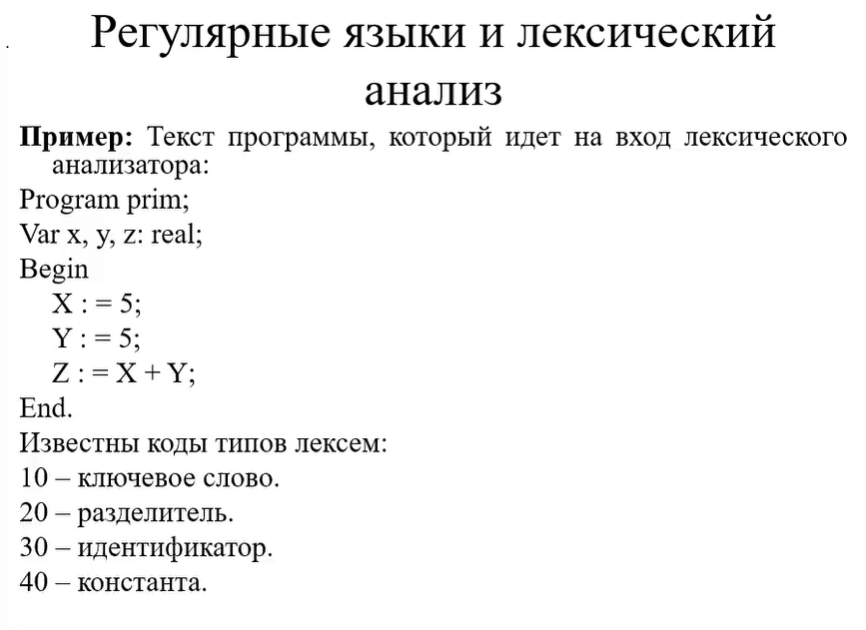 Регулярные языки и лексический
анализ
Пример: Текст программы, который идет на вход лексического
анализатора:
Program prim;
Var x, y, z: real;
Begin
X : = 5;
Y : = 5;
Z : = X + Y;
End.
Известны коды типов лексем:
10 – ключевое слово.
20 – разделитель.
30 – идентификатор.
40 – константа.